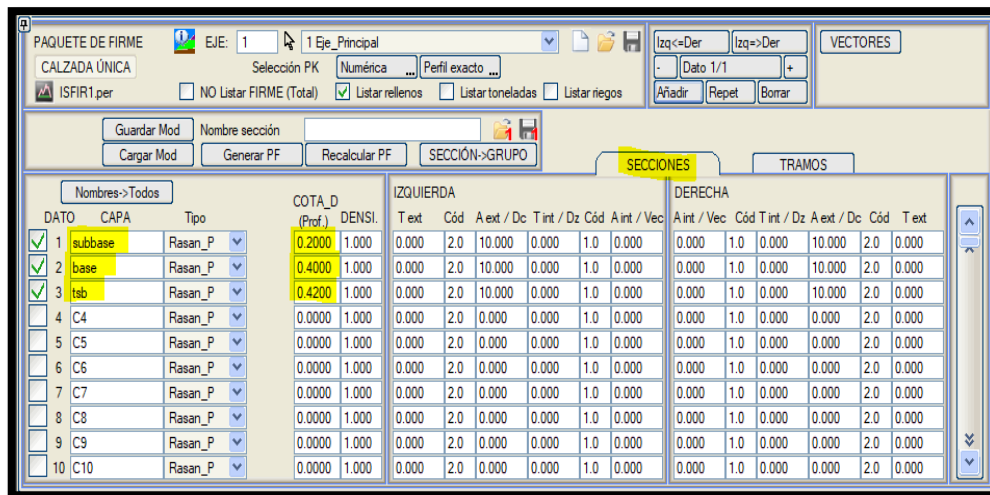 PAQUETE DE FIRME EJE: 1 1 Eje_Principal Izq<=Der Izq=>Der VECTORES
CALZADA ÚNICA Selección PK Numérica ... Perfil exacto ... - Dato 1/1 +
ISFIR1.per NO Listar FIRME (Total) Listar rellenos Listar toneladas Listar riegos Añadir Repet Borrar
Guardar Mod Nombre sección
Cargar Mod Generar PF Recalcular PF SECCIÓN->GRUPO SECCIONES TRAMOS
Nombres->Todos COTA_D IZQUIERDA DERECHA
DATO CAPA Tipo (Prof.) DENSI. T ext Cód A ext / Dc T int / Dz Cód A int / Vec A int / Vec Cód T int / Dz A ext / Dc Cód T ext
1 subbase Rasan_P 0.2000 1.000 0.000 2.0 10.000 0.000 1.0 0.000 0.000 1.0 0.000 10.000 2.0 0.000
2 base Rasan_P 0.4000 1.000 0.000 2.0 10.000 0.000 1.0 0.000 0.000 1.0 0.000 10.000 2.0 0.000
3 tsb Rasan_P 0.4200 1.000 0.000 2.0 10.000 0.000 1.0 0.000 0.000 1.0 0.000 10.000 2.0 0.000
4 C4 Rasan_P 0.0000 1.000 0.000 2.0 0.000 0.000 1.0 0.000 0.000 1.0 0.000 0.000 2.0 0.000
5 C5 Rasan_P 0.0000 1.000 0.000 2.0 0.000 0.000 1.0 0.000 0.000 1.0 0.000 0.000 2.0 0.000
6 C6 Rasan_P 0.0000 1.000 0.000 2.0 0.000 0.000 1.0 0.000 0.000 1.0 0.000 0.000 2.0 0.000
7 C7 Rasan_P 0.0000 1.000 0.000 2.0 0.000 0.000 1.0 0.000 0.000 1.0 0.000 0.000 2.0 0.000
8 C8 Rasan_P 0.0000 1.000 0.000 2.0 0.000 0.000 1.0 0.000 0.000 1.0 0.000 0.000 2.0 0.000
9 C9 Rasan_P 0.0000 1.000 0.000 2.0 0.000 0.000 1.0 0.000 0.000 1.0 0.000 0.000 2.0 0.000
10 C10 Rasan_P 0.0000 1.000 0.000 2.0 0.000 0.000 1.0 0.000 0.000 1.0 0.000 0.000 2.0 0.000